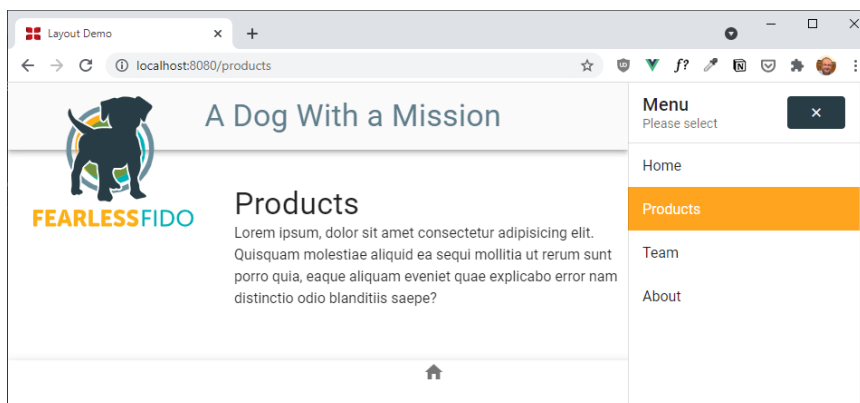 Layout Demo
localhost:8080/products
f?
A Dog With a Mission
FEARLESSFIDO
Products
Lorem ipsum, dolor sit amet consectetur adipisicing elit.
Quisquam molestiae aliquid ea sequi mollitia ut rerum sunt
porro quia, eaque aliquam eveniet quae explicabo error nam
distinctio odio blanditiis saepe?
Menu
Please select
Home
Products
Team
About